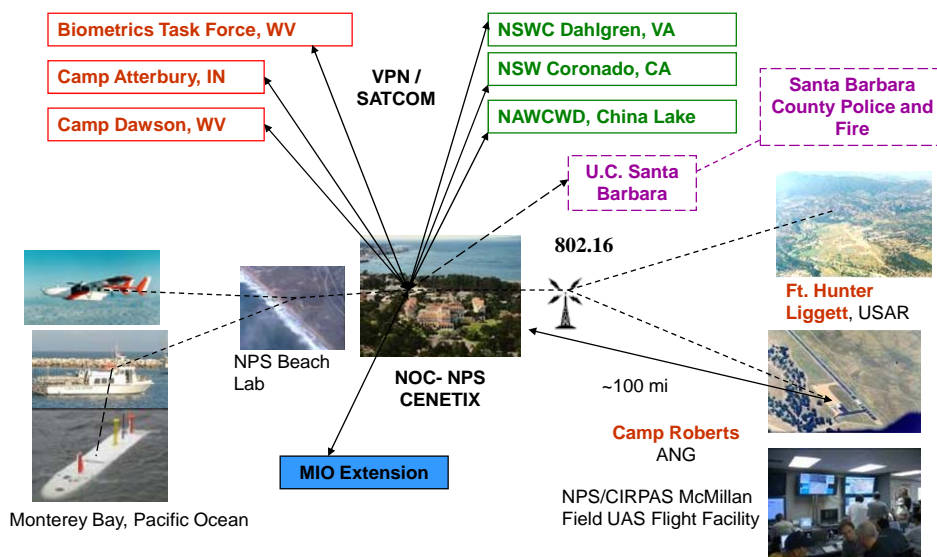 Biometrics Task Force, WV
Camp Atterbury, IN
Camp Dawson, WV
VPN /
SATCOM
NSWC Dahlgren, VA
NSW Coronado, CA
NAWCWD, China Lake
Santa Barbara
County Police and
Fire
U.C. Santa
Barbara
802.16
Ft. Hunter
Liggett, USAR
NPS Beach
Lab
NOC- NPS
CENETIX
~100 mi
Camp Roberts
ANG
MIO Extension
NPS/CIRPAS McMillan
Field UAS Flight Facility
Monterey Bay, Pacific Ocean